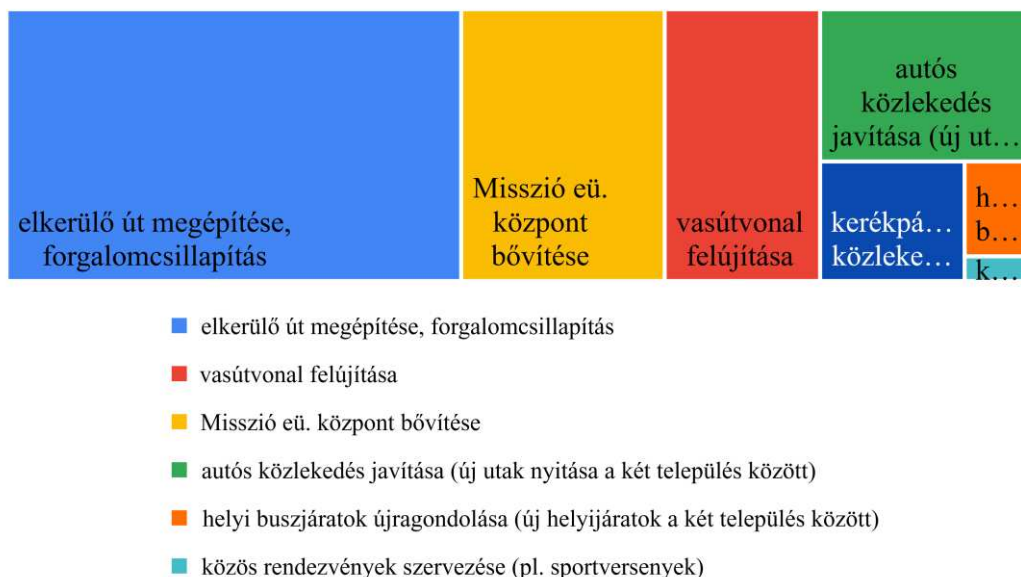 elkerülő út megépítése,
forgalomcsillapítás
Misszió eü.
központ
bővítése
vasútvonal
felújítása
autós
közlekedés
javítása (új ut…
kerékpá…
közleke…
h…
b…
k…
elkerülő út megépítése, forgalomcsillapítás
vasútvonal felújítása
Misszió eü. központ bővítése
autós közlekedés javítása (új utak nyitása a két település között)
helyi buszjáratok újragondolása (új helyijáratok a két település között)
közös rendezvények szervezése (pl. sportversenyek)